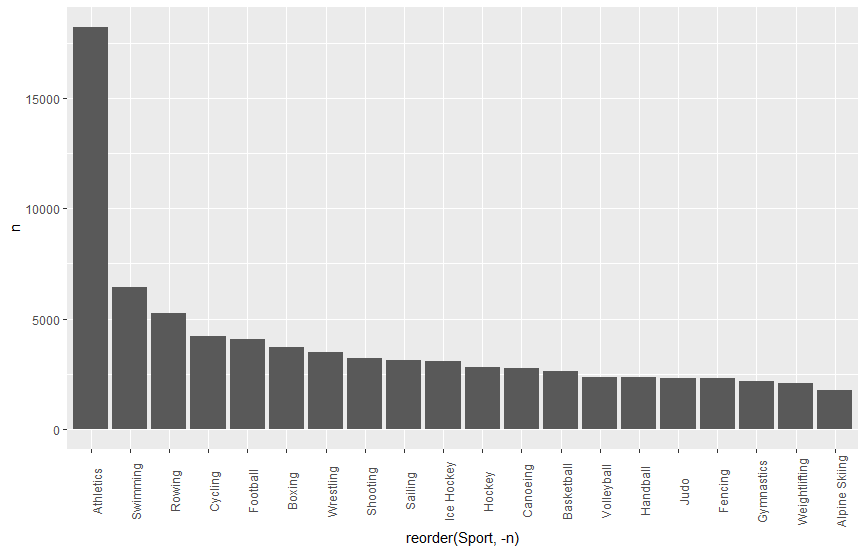 15000
10000
n
5000
0
Athletics
Swimming
Rowing
Cycling
Football
Boxing
Wrestling
Shooting
Sailing
Ice Hockey
Hockey
Canoeing
Basketball
Volleyball
Handball
Judo
Fencing
Gymnastics
Weightlifting
Alpine Skiing
reorder(Sport, -n)